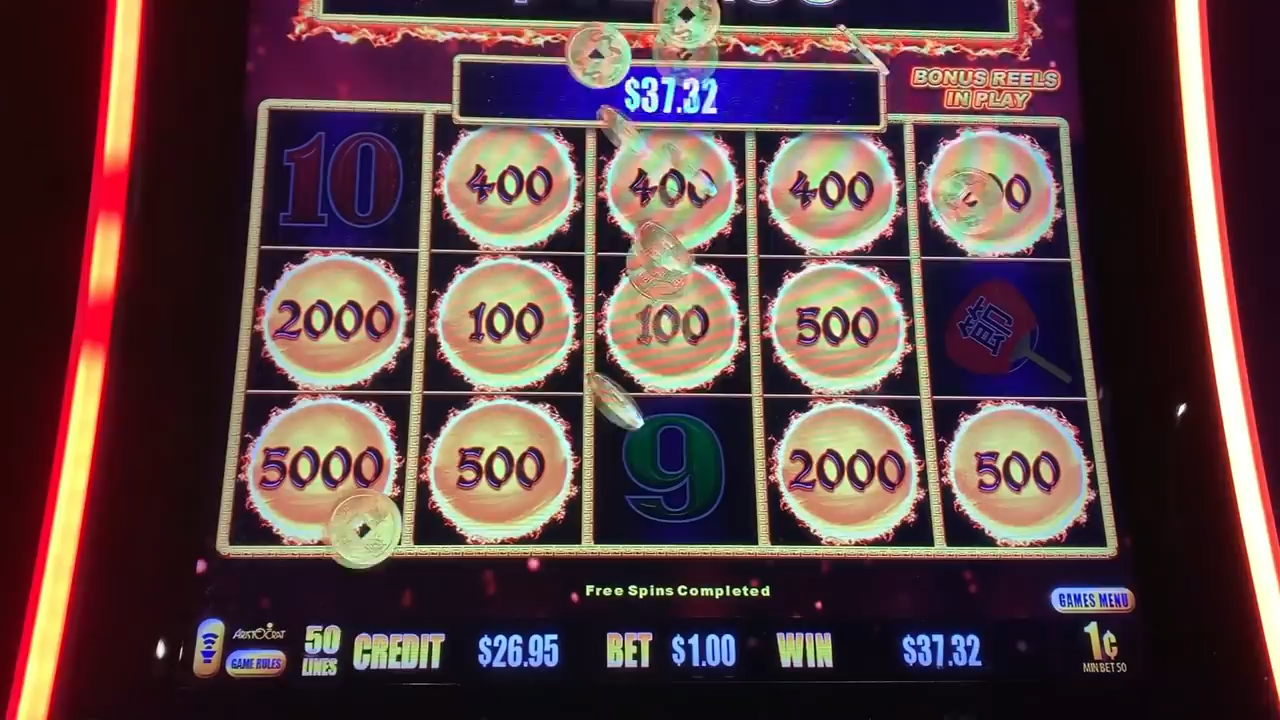 $37.32
BONUS REELS
IN PLAY
10
400
400
400
2000
100
100
500
5000
500
9
2000
500
Free Spins Completed
GAMES MENU
ARISTOCRAT
GAME RULES
50
LINES
CREDIT $26.95 BET $1.00 WIN $37.32
1¢
MIN BET 50